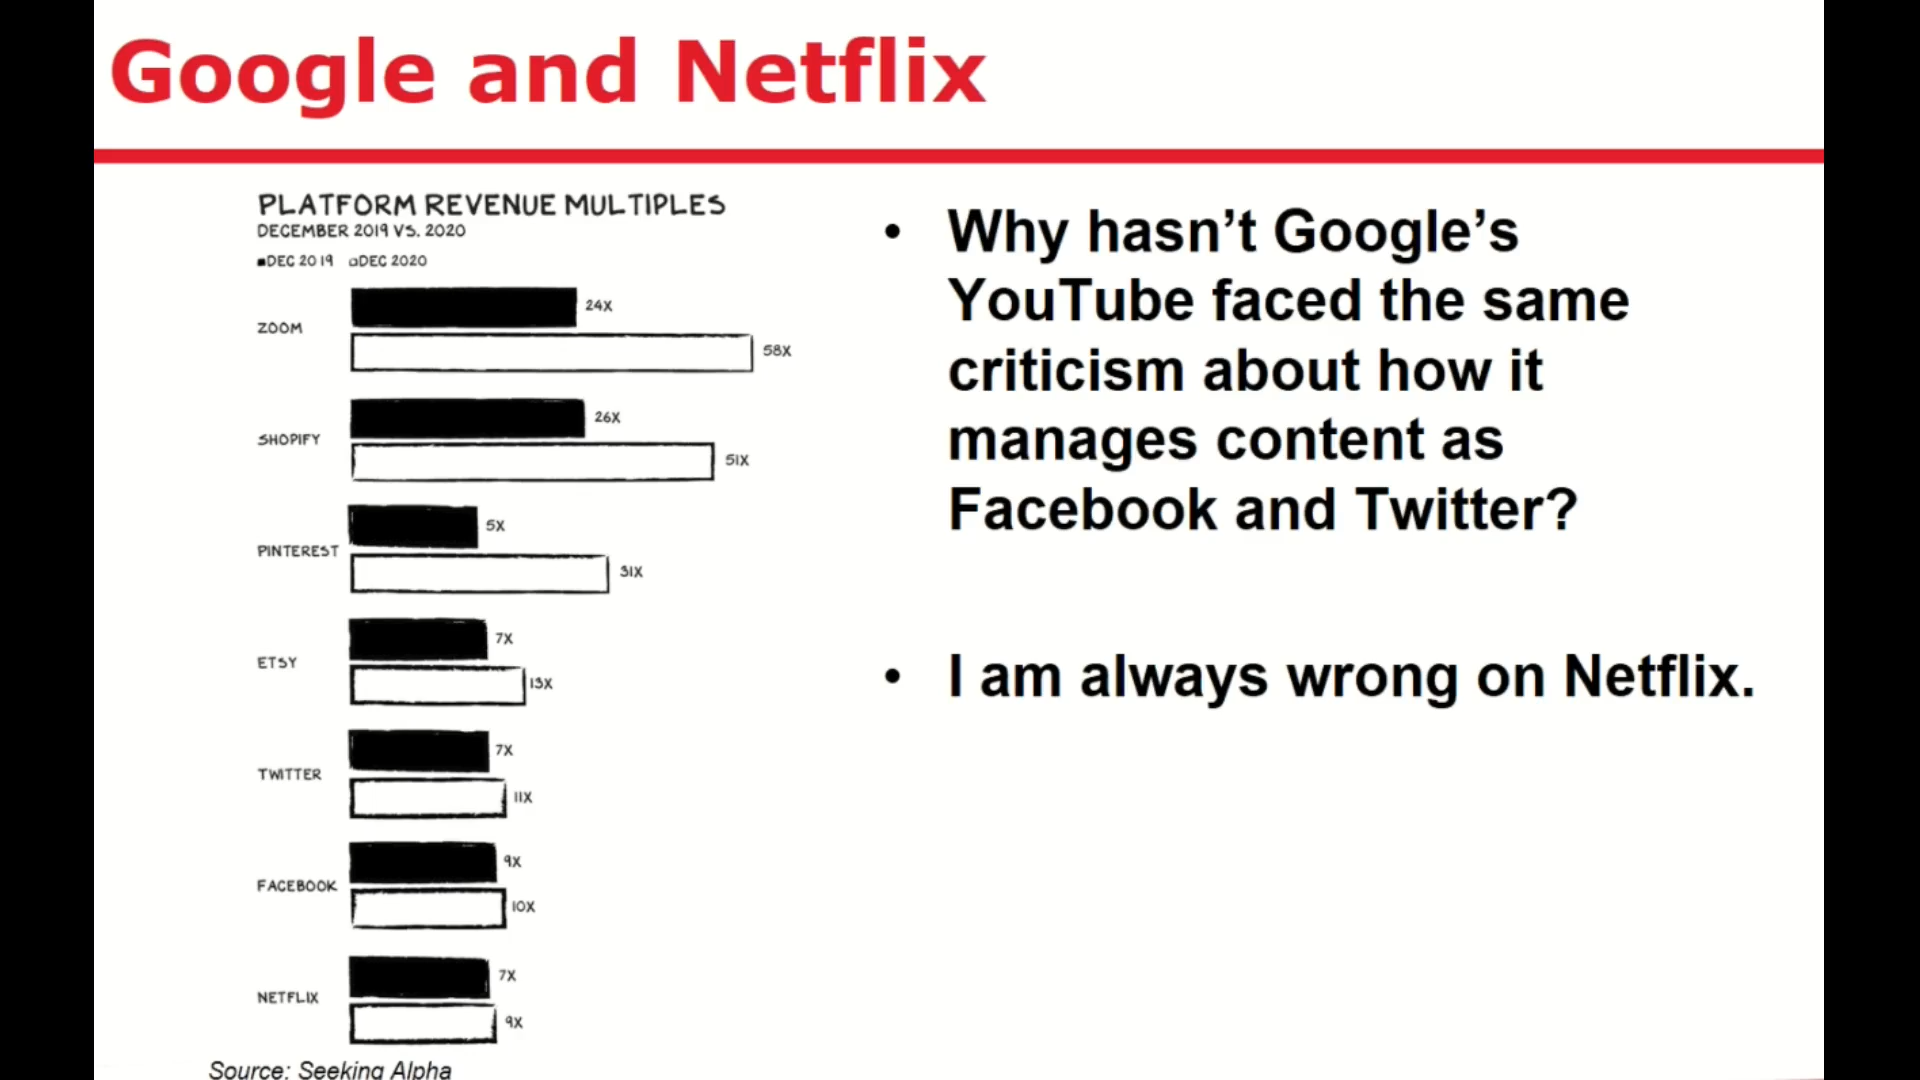 Google and Netflix
PLATFORM REVENUE MULTIPLES
DECEMBER 2019 VS. 2020
DEC 2019 DEC 2020
ZOOM
24X
58X
SHOPIFY
26X
51X
PINTEREST
5X
31X
ETSY
7X
13X
TWITTER
7X
11X
FACEBOOK
9X
10X
NETFLIX
7X
9X
Source: Seeking Alpha
• Why hasn’t Google’s
YouTube faced the same
criticism about how it
manages content as
Facebook and Twitter?
• I am always wrong on Netflix.